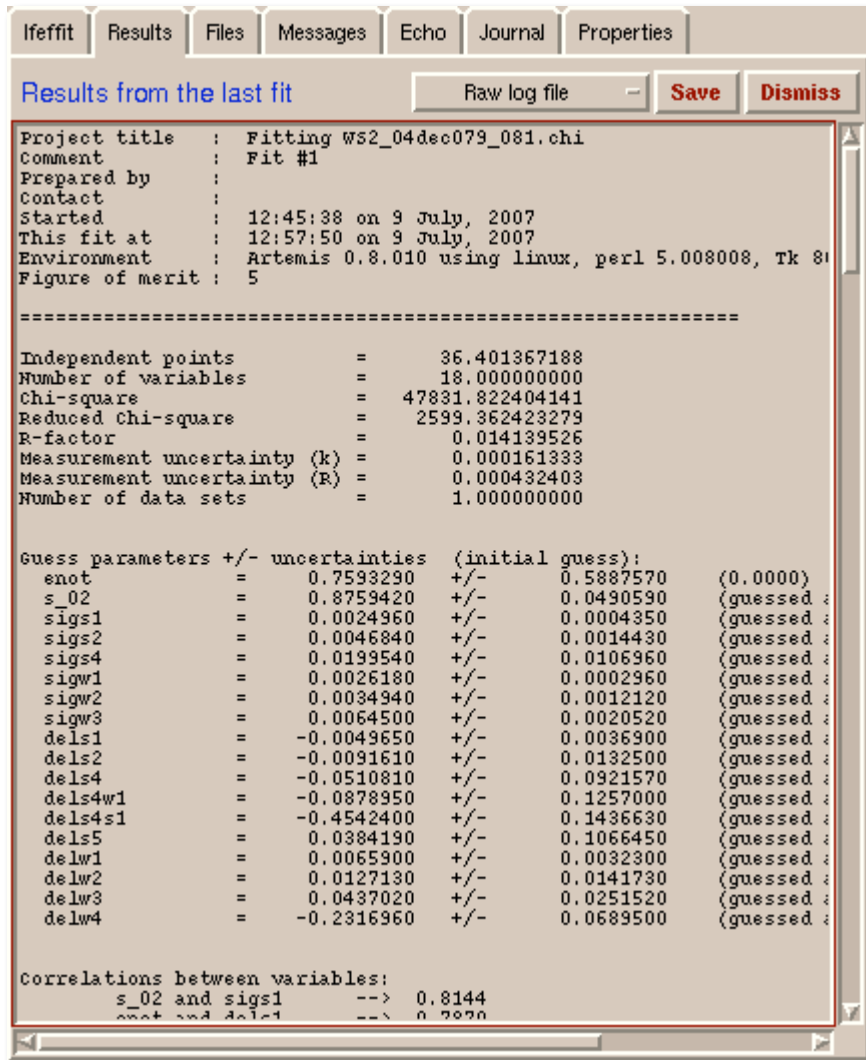 Ifeffit Results Files Messages Echo Journal Properties
Results from the last fit Raw log file Save Dismiss
Project title : Fitting WS2_04dec079_081.chi
Comment : Fit #1
Prepared by :
Contact :
Started : 12:45:38 on 9 July, 2007
This fit at : 12:57:50 on 9 July, 2007
Environment : Artemis 0.8.010 using linux, perl 5.008008, Tk
Figure of merit : 5
============================================================
Independent points = 36.401367188
Number of variables = 18.000000000
Chi-square = 47831.822404141
Reduced Chi-square = 2599.362423279
R-factor = 0.014139526
Measurement uncertainty (k) = 0.000161333
Measurement uncertainty (R) = 0.000432403
Number of data sets = 1.000000000
Guess parameters +/- uncertainties (initial guess):
enot = 0.7593290 +/- 0.5887570 (0.0000)
s_02 = 0.8759420 +/- 0.0490590 (guessed
sigs1 = 0.0024960 +/- 0.0004350 (guessed
sigs2 = 0.0046840 +/- 0.0014430 (guessed
sigs4 = 0.0199540 +/- 0.0106960 (guessed
sigw1 = 0.0026180 +/- 0.0002960 (guessed
sigw2 = 0.0034940 +/- 0.0012120 (guessed
sigw3 = 0.0064500 +/- 0.0020520 (guessed
dels1 = -0.0049650 +/- 0.0036900 (guessed
dels2 = -0.0091610 +/- 0.0132500 (guessed
dels4 = -0.0510810 +/- 0.0921570 (guessed
dels4w1 = -0.0878950 +/- 0.1257000 (guessed
dels4s1 = -0.4542400 +/- 0.1436630 (guessed
dels5 = 0.0384190 +/- 0.1066450 (guessed
delw1 = 0.0065900 +/- 0.0032300 (guessed
delw2 = 0.0127130 +/- 0.0141730 (guessed
delw3 = 0.0437020 +/- 0.0251520 (guessed
delw4 = -0.2316960 +/- 0.0689500 (guessed
Correlations between variables:
s_02 and sigs1 --> 0.8144
enot and dels1 --> 0.7870